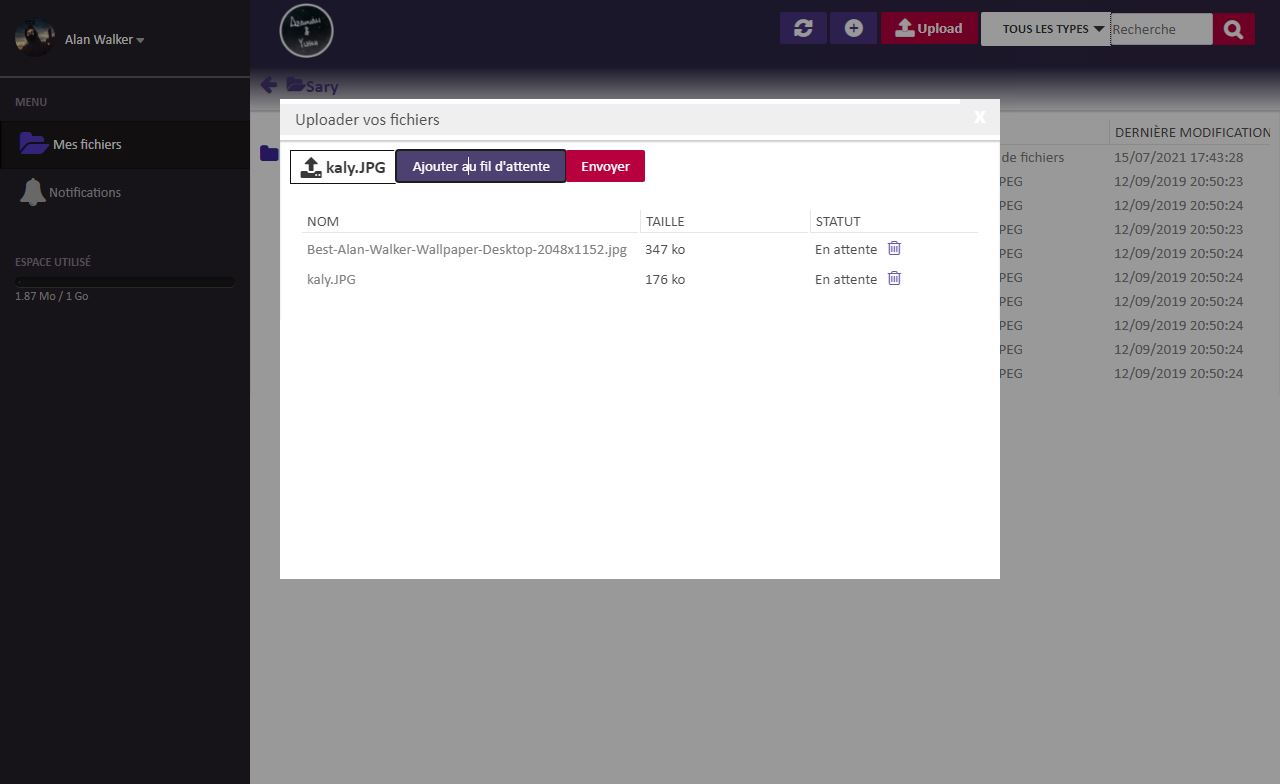 Alan Walker
Upload
TOUS LES TYPES
Recherche
Sary
MENU
Mes fichiers
Notifications
ESPACE UTILISÉ
1.87 Mo / 1 Go
Uploader vos fichiers
X
kaly.JPG
Ajouter au fil d'attente
Envoyer
NOM TAILLE STATUT
Best-Alan-Walker-Wallpaper-Desktop-2048x1152.jpg 347 ko En attente
kaly.JPG 176 ko En attente
DERNIÈRE MODIFICATION
de fichiers 15/07/2021 17:43:28
PEG 12/09/2019 20:50:23
PEG 12/09/2019 20:50:24
PEG 12/09/2019 20:50:23
PEG 12/09/2019 20:50:24
PEG 12/09/2019 20:50:24
PEG 12/09/2019 20:50:24
PEG 12/09/2019 20:50:24
PEG 12/09/2019 20:50:24
PEG 12/09/2019 20:50:24